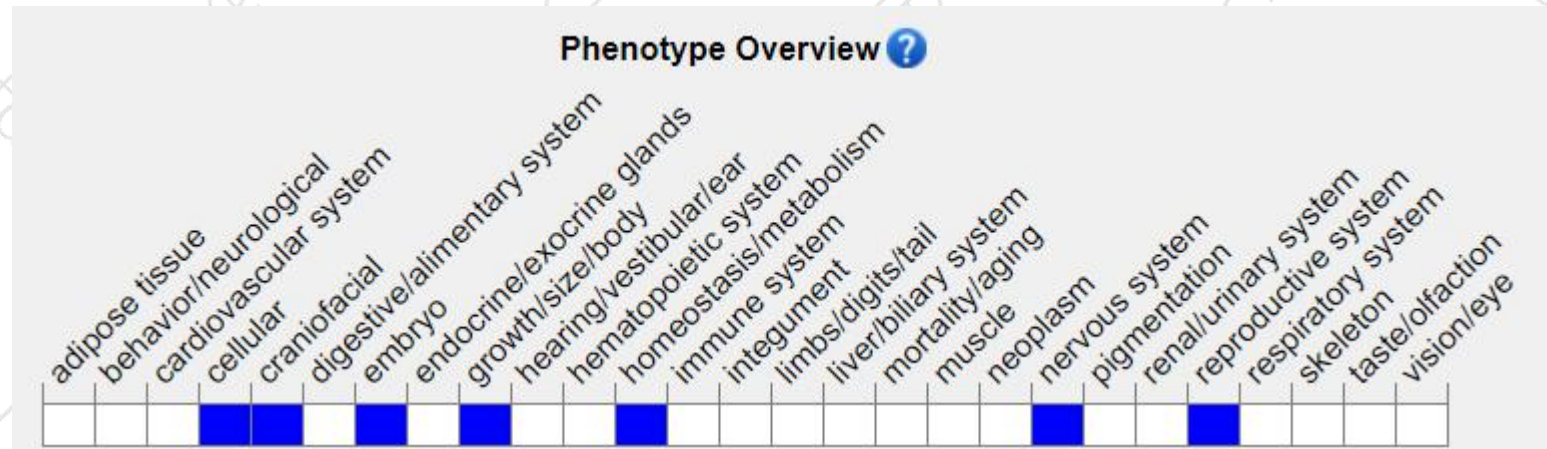 Phenotype Overview ?
adipose tissue
behavior/neurological
cardiovascular system
cellular
craniofacial
digestive/alimentary system
embryo
endocrine/exocrine glands
growth/size/body
hearing/vestibular/ear
hematopoietic system
homeostasis/metabolism
immune system
integument
limbs/digits/tail
liver/biliary system
mortality/aging
muscle
neoplasm
nervous system
pigmentation
renal/urinary system
reproductive system
respiratory system
skeleton
taste/olfaction
vision/eye